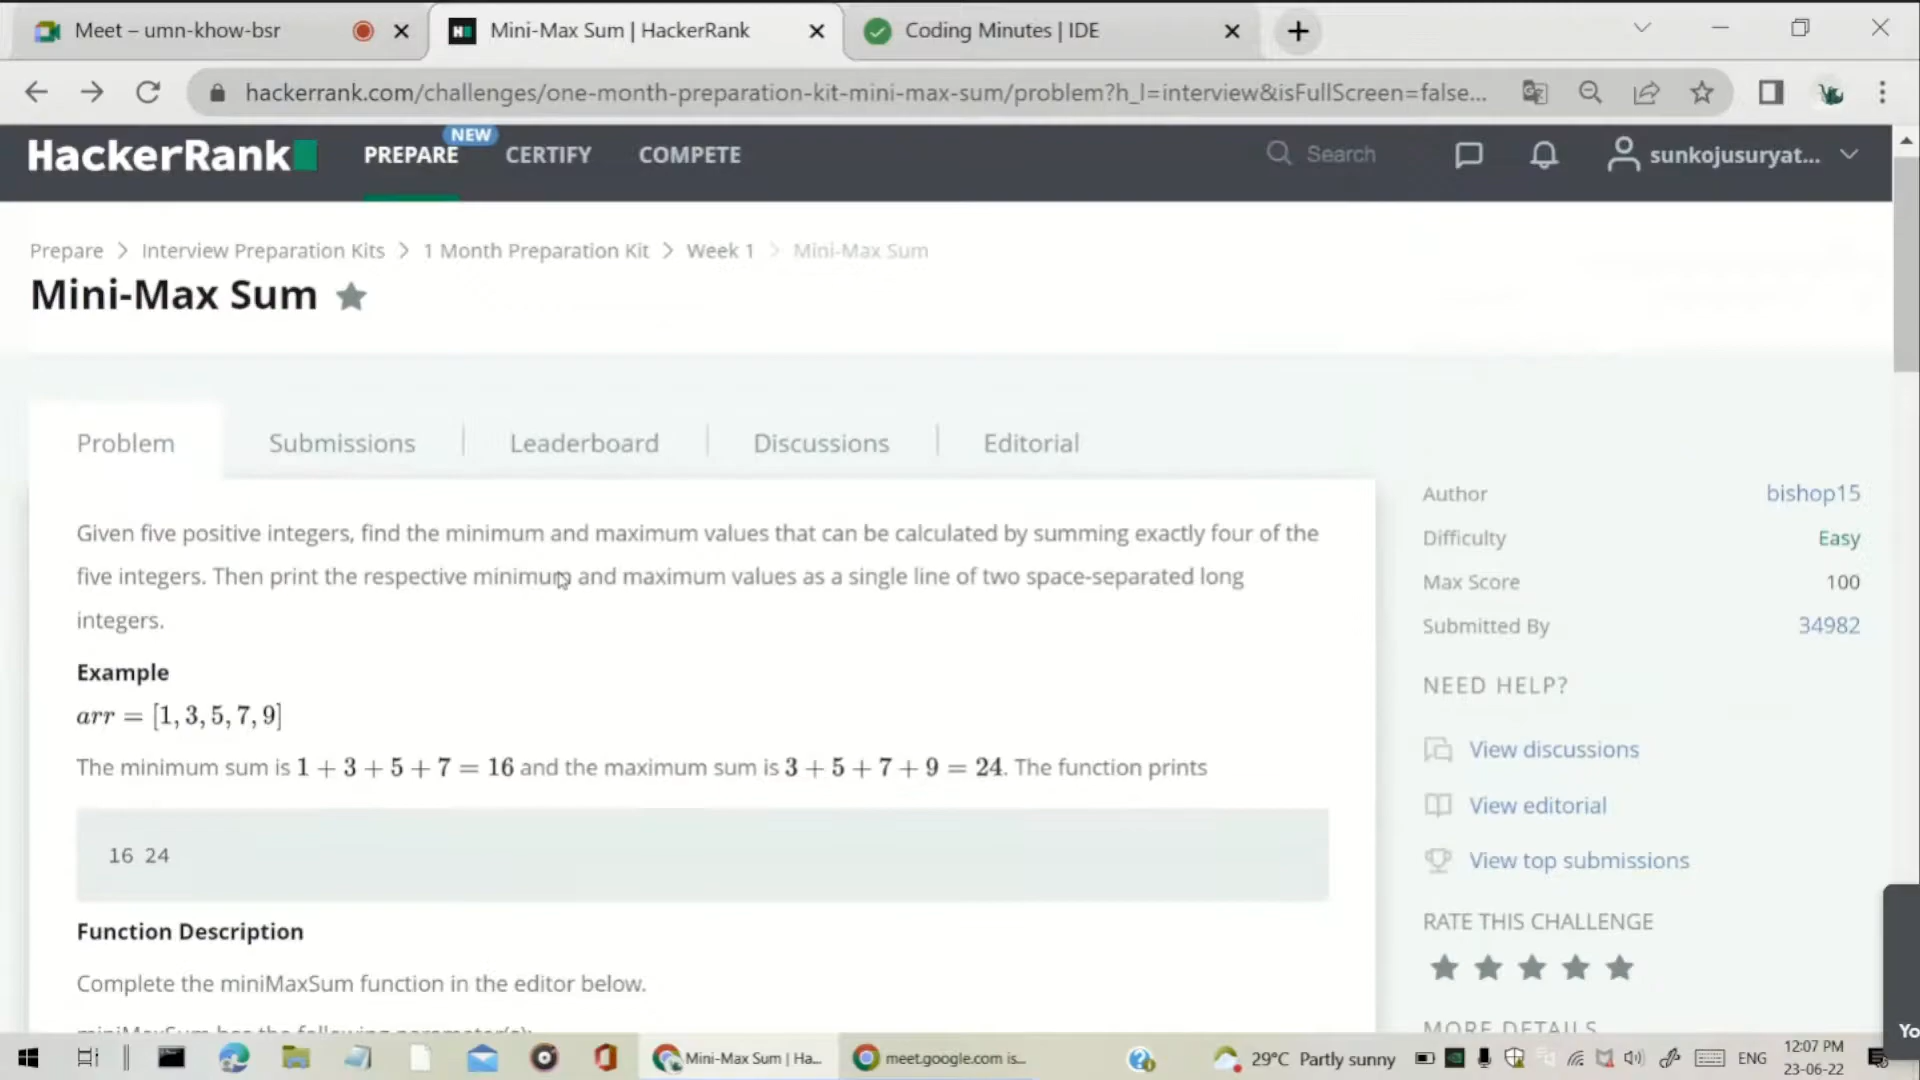 Meet – umn-khow-bsr
Mini-Max Sum | HackerRank
Coding Minutes | IDE
hackerrank.com/challenges/one-month-preparation-kit-mini-max-sum/problem?h_l=interview&isFullScreen=false...
HackerRank
PREPARE
NEW
CERTIFY
COMPETE
Search
sunkojusuryat...
Prepare > Interview Preparation Kits > 1 Month Preparation Kit > Week 1 > Mini-Max Sum
Mini-Max Sum
Problem
Submissions
Leaderboard
Discussions
Editorial
Given five positive integers, find the minimum and maximum values that can be calculated by summing exactly four of the
five integers. Then print the respective minimum and maximum values as a single line of two space-separated long
integers.
Example
arr = [1, 3, 5, 7, 9]
The minimum sum is 1 + 3 + 5 + 7 = 16 and the maximum sum is 3 + 5 + 7 + 9 = 24. The function prints
16 24
Function Description
Complete the miniMaxSum function in the editor below.
miniMaxSum has the following parameter(s):
Author bishop15
Difficulty Easy
Max Score 100
Submitted By 34982
NEED HELP?
View discussions
View editorial
View top submissions
RATE THIS CHALLENGE
MORE DETAILS
Yo
Mini-Max Sum | Ha...
meet.google.com is...
29°C Partly sunny
ENG
12:07 PM
23-06-22